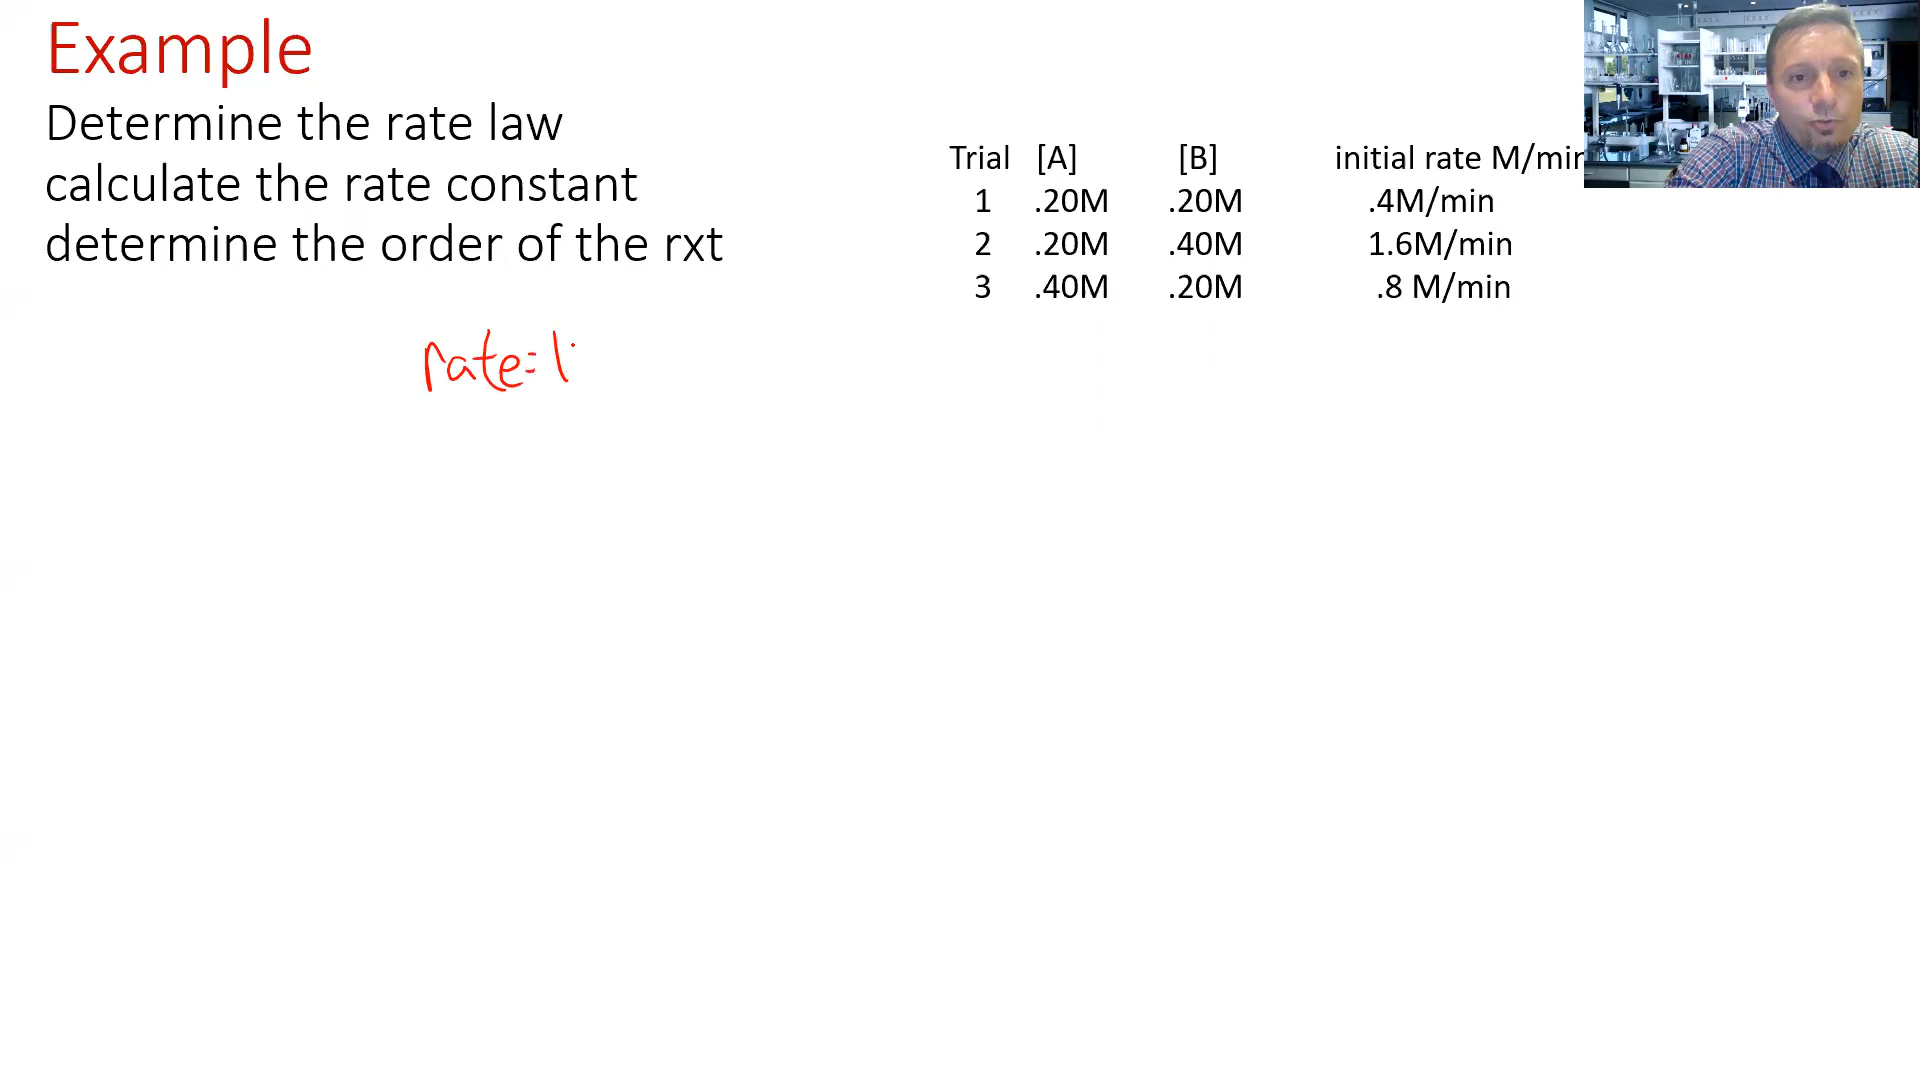 Example
Determine the rate law
calculate the rate constant
determine the order of the rxt
Trial [A] [B] initial rate M/min
1 .20M .20M .4M/min
2 .20M .40M 1.6M/min
3 .40M .20M .8 M/min
rate=